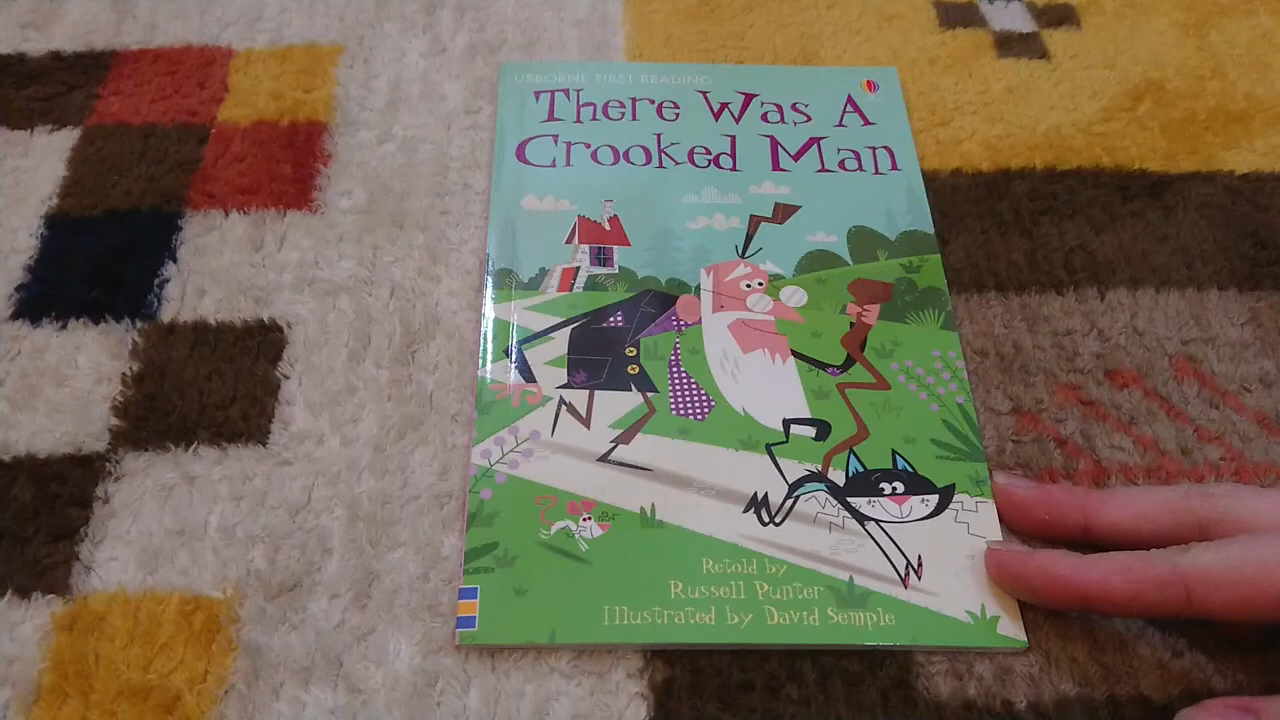 USBORNE FIRST READING
There Was A
Crooked Man
Retold by
Russell Punter
Illustrated by David Semple